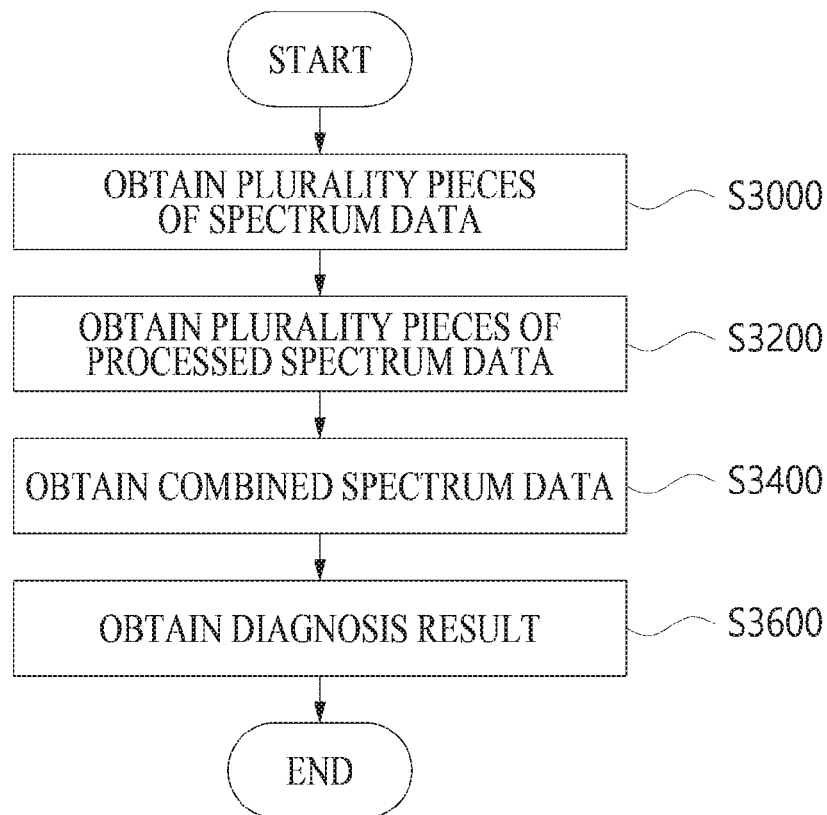 START
OBTAIN PLURALITY PIECES
OF SPECTRUM DATA
S3000
OBTAIN PLURALITY PIECES OF
PROCESSED SPECTRUM DATA
S3200
OBTAIN COMBINED SPECTRUM DATA
S3400
OBTAIN DIAGNOSIS RESULT
S3600
END